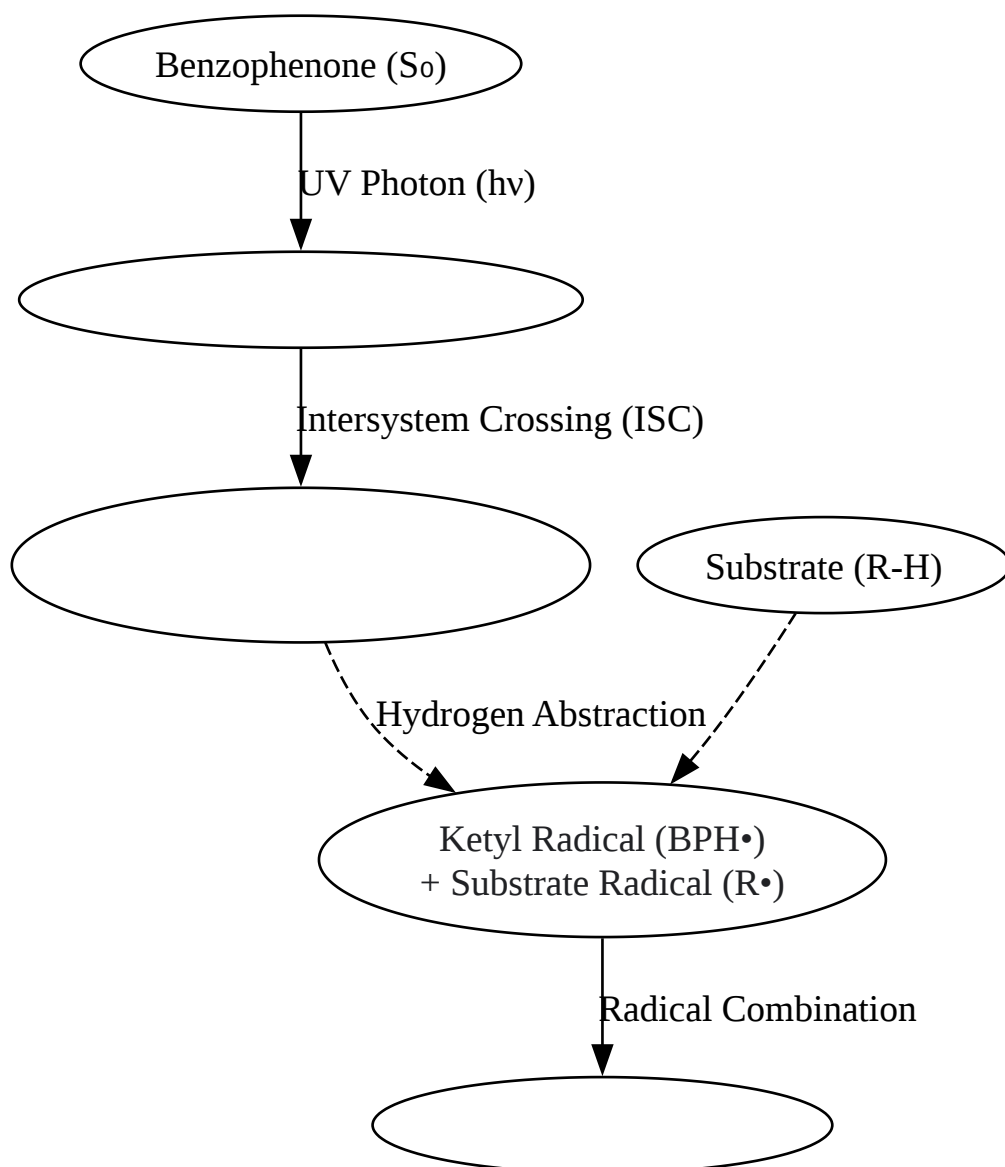 Benzophenone (S₀)
UV Photon (hν)
Intersystem Crossing (ISC)
Substrate (R-H)
Hydrogen Abstraction
Ketyl Radical (BPH•)
+ Substrate Radical (R•)
Radical Combination